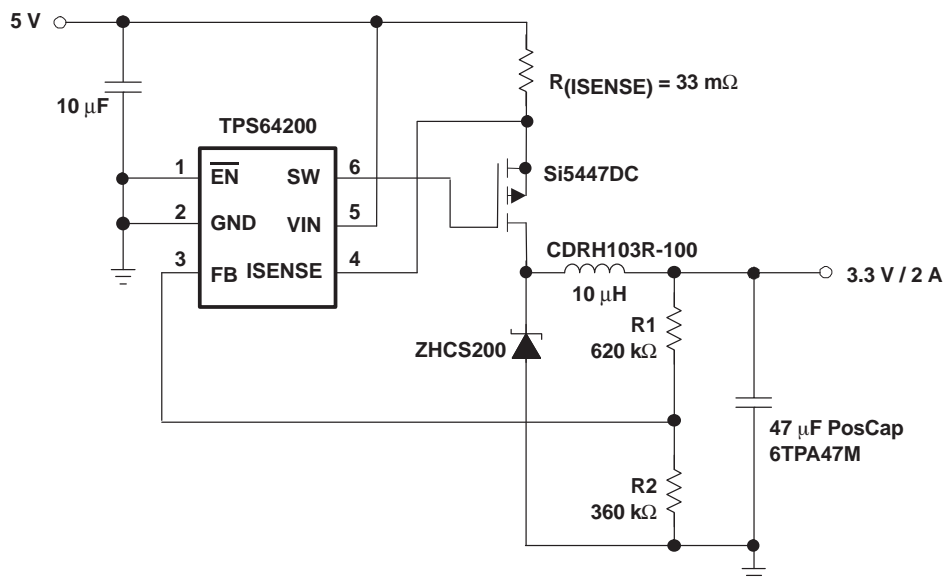 5 V
R(ISENSE) = 33 mΩ
10 μF
TPS64200
1
EN
SW
6
Si5447DC
2
GND
VIN
5
3
FB
ISENSE
4
CDRH103R-100
10 μH
3.3 V / 2 A
R1
620 kΩ
ZHCS200
47 μF PosCap
6TPA47M
R2
360 kΩ